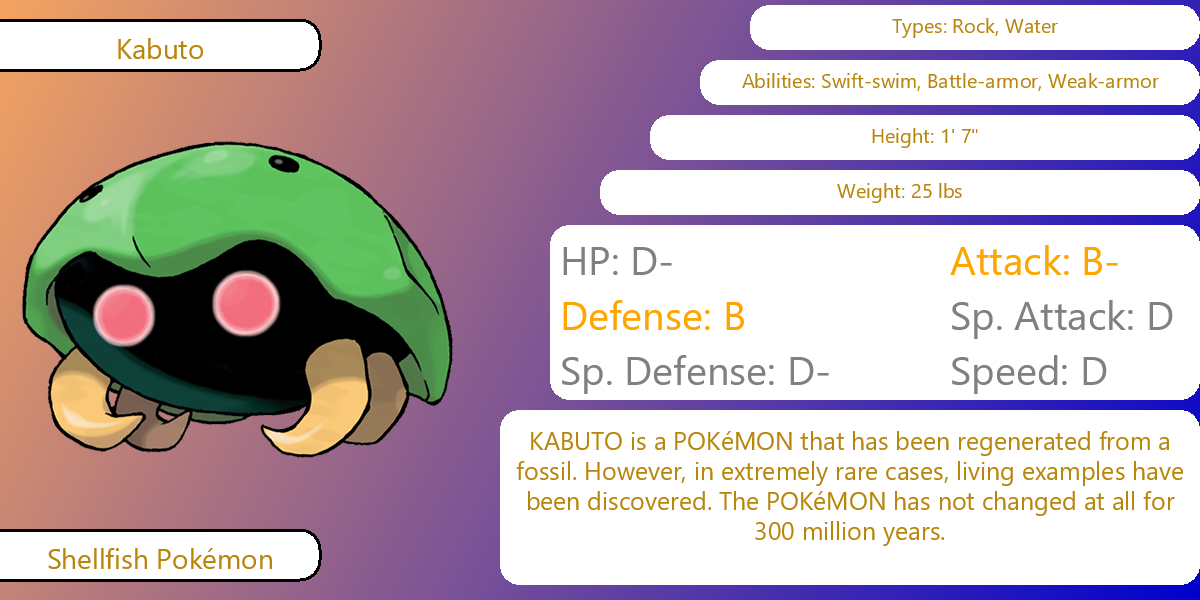 Kabuto
Types: Rock, Water
Abilities: Swift-swim, Battle-armor, Weak-armor
Height: 1' 7"
Weight: 25 lbs
HP: D-
Attack: B-
Defense: B
Sp. Attack: D
Sp. Defense: D-
Speed: D
KABUTO is a POKéMON that has been regenerated from a
fossil. However, in extremely rare cases, living examples have
been discovered. The POKéMON has not changed at all for
300 million years.
Shellfish Pokémon